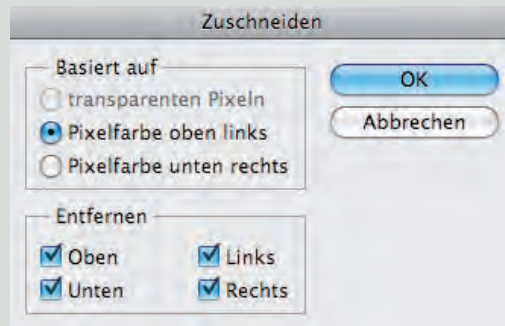 Zuschneiden
Basiert auf
transparenten Pixeln
Pixelfarbe oben links
Pixelfarbe unten rechts
OK
Abbrechen
Entfernen
Oben Links
Unten Rechts